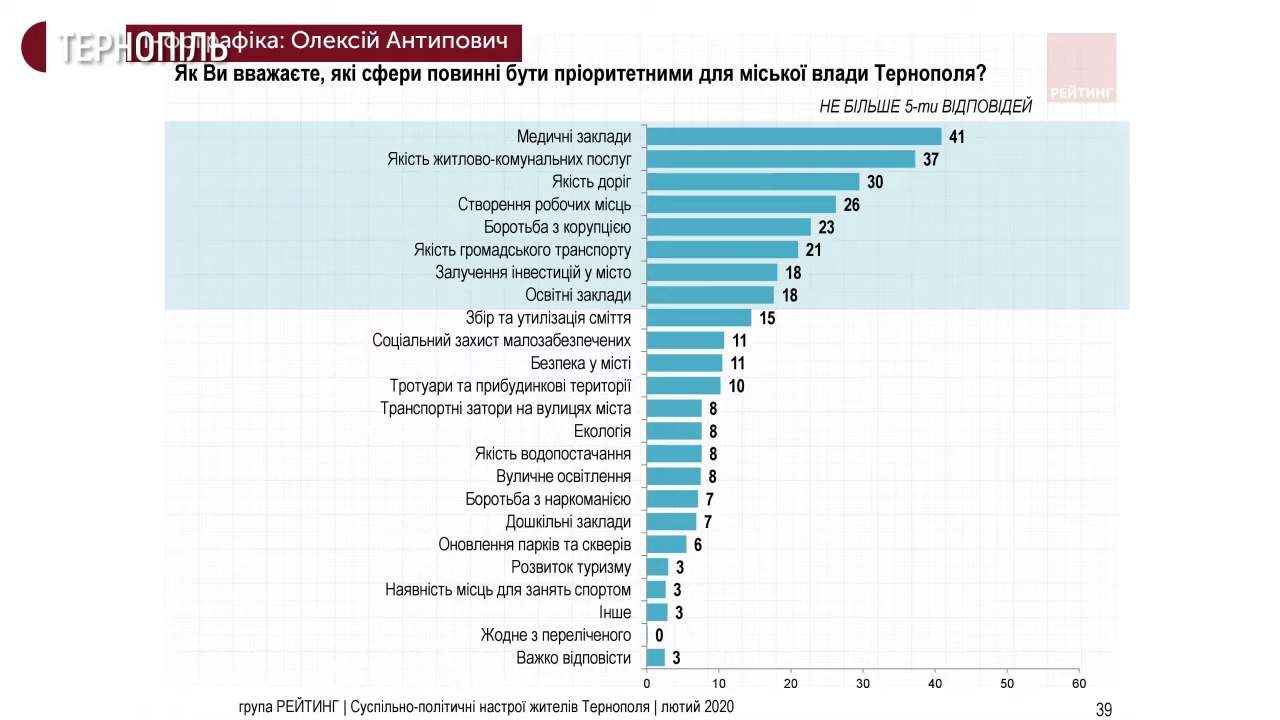 ТЕРНОПІЛЬ
Інфографіка: Олексій Антипович
Як Ви вважаєте, які сфери повинні бути пріоритетними для міської влади Тернополя?
РЕЙТИНГ
НЕ БІЛЬШЕ 5-ти ВІДПОВІДЕЙ
Медичні заклади 41
Якість житлово-комунальних послуг 37
Якість доріг 30
Створення робочих місць 26
Боротьба з корупцією 23
Якість громадського транспорту 21
Залучення інвестицій у місто 18
Освітні заклади 18
Збір та утилізація сміття 15
Соціальний захист малозабезпечених 11
Безпека у місті 11
Тротуари та прибудинкові території 10
Транспортні затори на вулицях міста 8
Екологія 8
Якість водопостачання 8
Вуличне освітлення 8
Боротьба з наркоманією 7
Дошкільні заклади 7
Оновлення парків та скверів 6
Розвиток туризму 3
Наявність місць для занять спортом 3
Інше 3
Жодне з переліченого 0
Важко відповісти 3
0 10 20 30 40 50 60
група РЕЙТИНГ | Суспільно-політичні настрої жителів Тернополя | лютий 2020
39